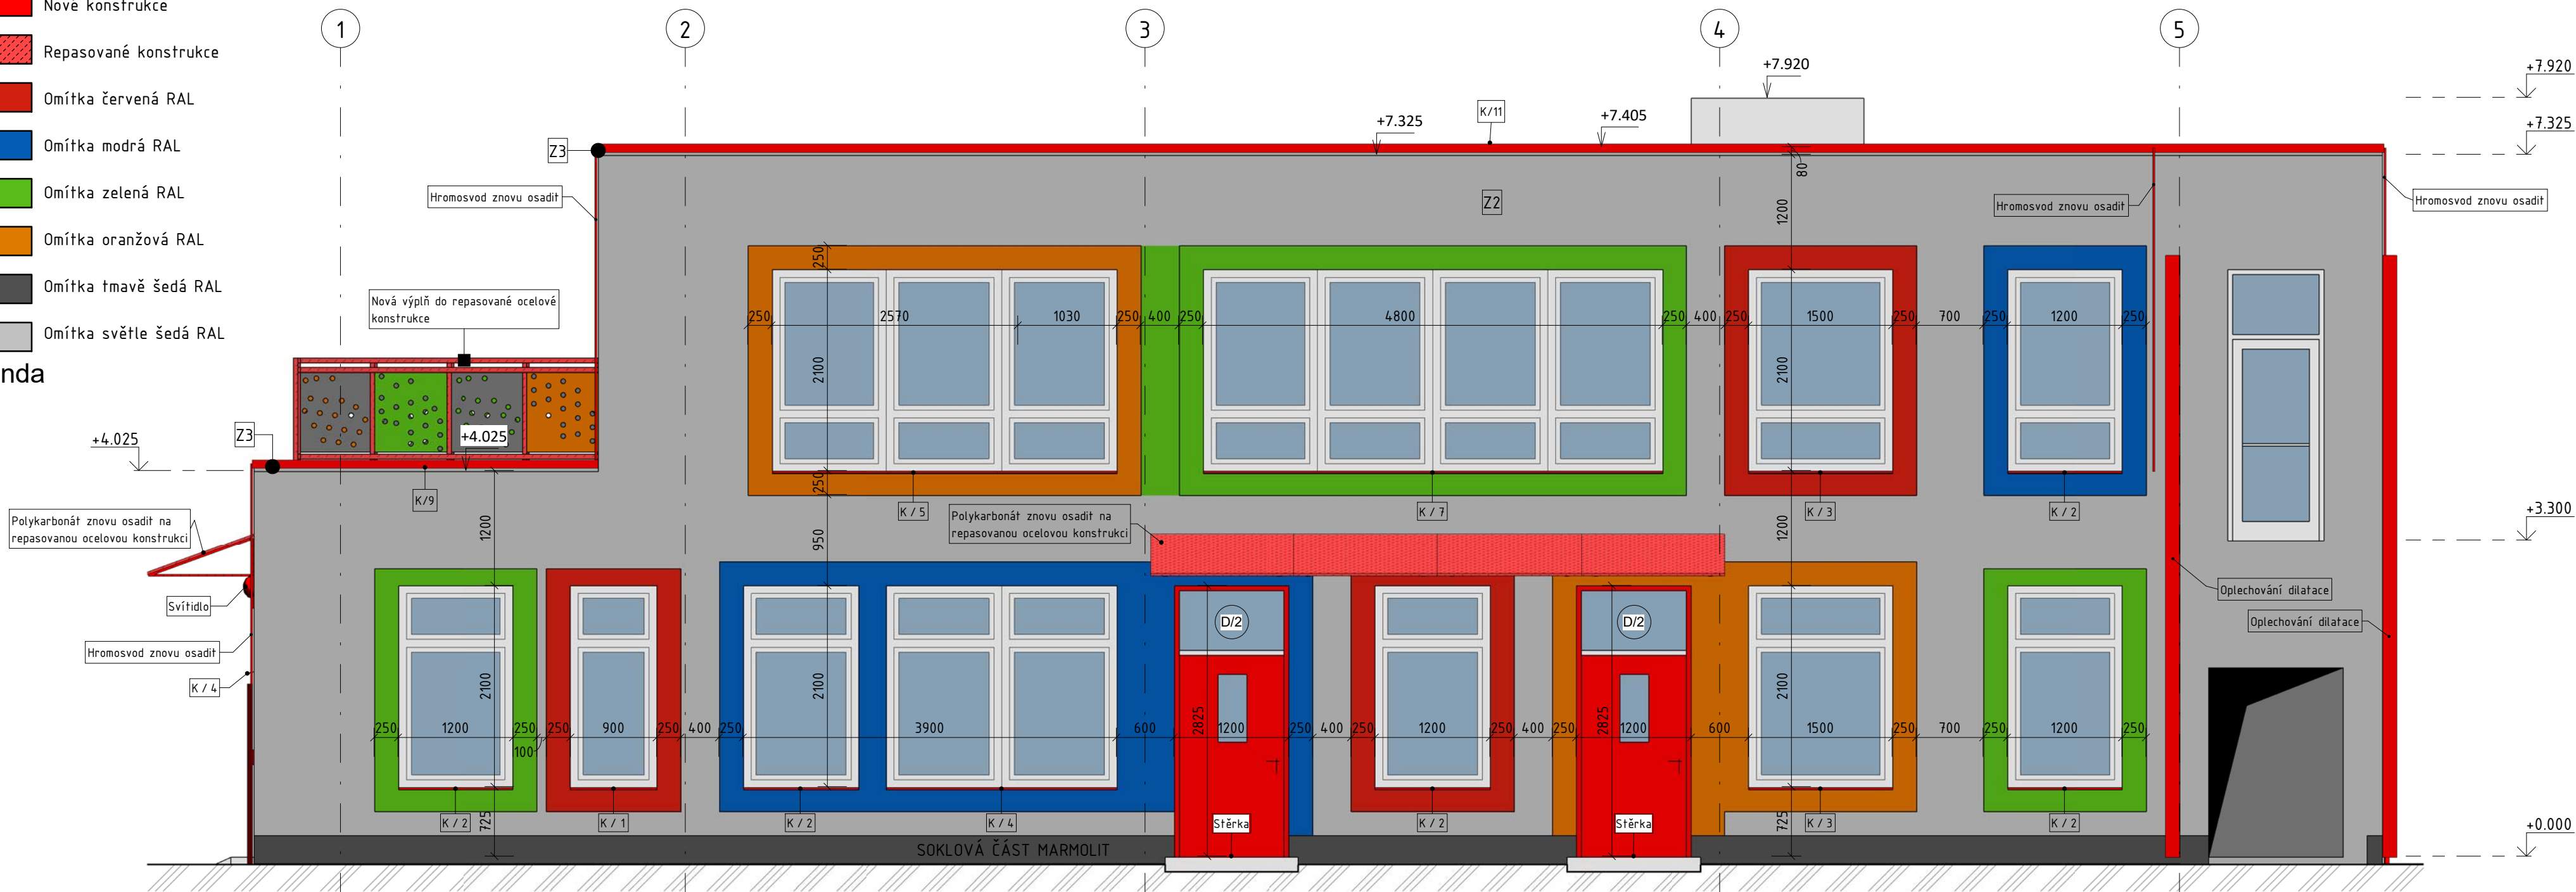 Nové konstrukce
Repasované konstrukce
Omítka červená RAL
Omítka modrá RAL
Omítka zelená RAL
Omítka oranžová RAL
Omítka tmavě šedá RAL
Omítka světle šedá RAL
nda
1
2
3
4
5
+7.920
+7.920
K/11
+7.405
+7.325
+7.325
Z3
80
Hromosvod znovu osadit
Z2
1200
Hromosvod znovu osadit
Hromosvod znovu osadit
250
Nová výplň do repasované ocelové
konstrukce
250
2570
1030
250
400
250
4800
250
400
250
1500
250
700
250
1200
250
2100
2100
+4.025
Z3
+4.025
250
K/9
K / 5
K / 7
K / 3
K / 2
Polykarbonát znovu osadit na
repasovanou ocelovou konstrukci
1200
950
Polykarbonát znovu osadit na
repasovanou ocelovou konstrukci
1200
+3.300
Svítidlo
Oplechování dilatace
D/2
D/2
Oplechování dilatace
Hromosvod znovu osadit
K / 4
2100
2100
2100
2825
2825
250
1200
250
100
250
900
250
400
250
3900
600
1200
250
400
250
1200
250
400
250
1200
600
1500
250
700
250
1200
250
K / 2
725
K / 1
K / 2
K / 4
Stěrka
K / 2
Stěrka
725
K / 3
K / 2
+0.000
SOKLOVÁ ČÁST MARMOLIT